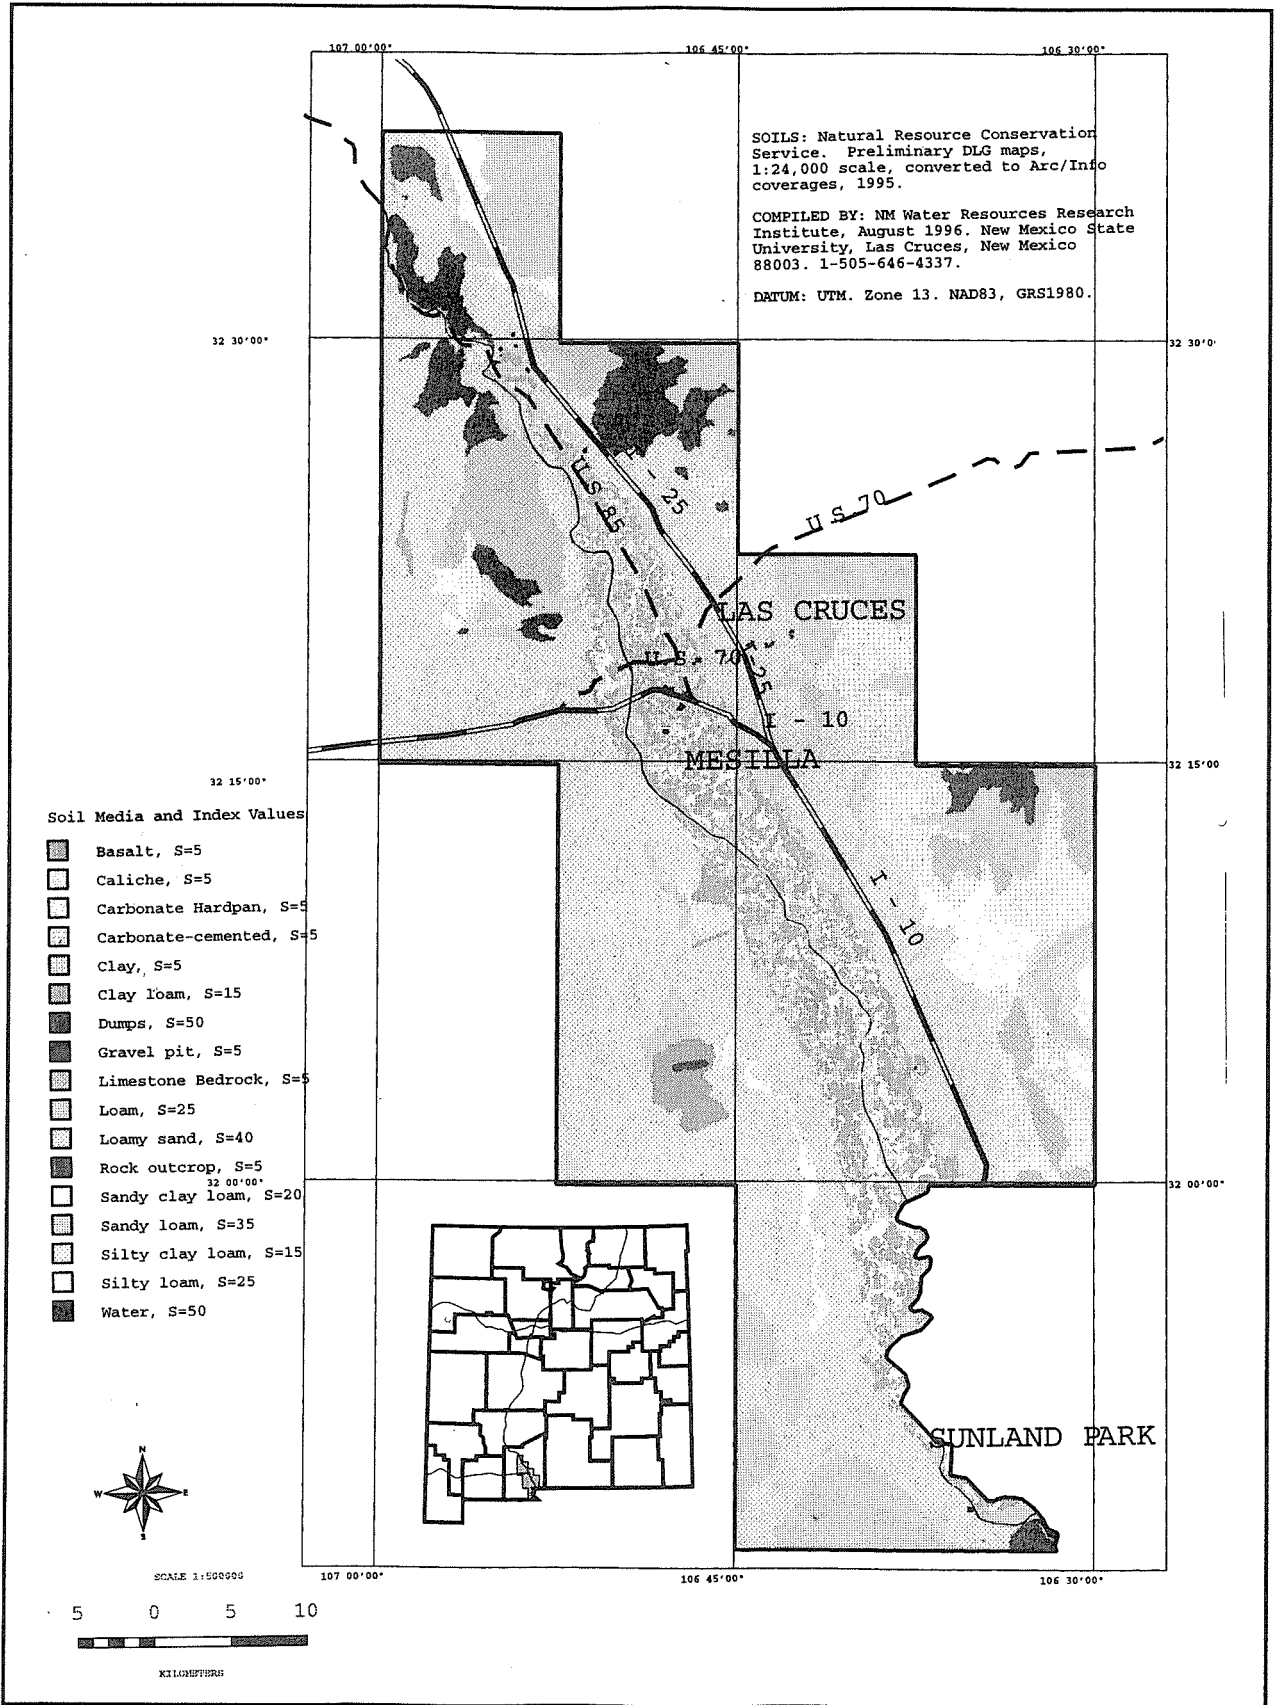 107 00'00"
106 45'00"
106 30'00"
SOILS: Natural Resource Conservation
Service. Preliminary DLG maps,
1:24,000 scale, converted to Arc/Info
coverages, 1995.
COMPILED BY: NM Water Resources Research
Institute, August 1996. New Mexico State
University, Las Cruces, New Mexico
88003. 1-505-646-4337.
DATUM: UTM. Zone 13. NAD83, GRS1980.
32 30'00"
32 30'0
I - 25
U S 85
U S 70
LAS CRUCES
U S - 70
I-25
I - 10
MESILLA
32 15'00"
32 15'00
I - 10
Soil Media and Index Values
Basalt, S=5
Caliche, S=5
Carbonate Hardpan, S=5
Carbonate-cemented, S=5
Clay, S=5
Clay loam, S=15
Dumps, S=50
Gravel pit, S=5
Limestone Bedrock, S=5
Loam, S=25
Loamy sand, S=40
Rock outcrop, S=5
32 00'00"
32 00'00"
Sandy clay loam, S=20
Sandy loam, S=35
Silty clay loam, S=15
Silty loam, S=25
Water, S=50
SUNLAND PARK
N
W E
S
SCALE 1:500000
107 00'00"
106 45'00"
106 30'00"
5 0 5 10
KILOMETERS